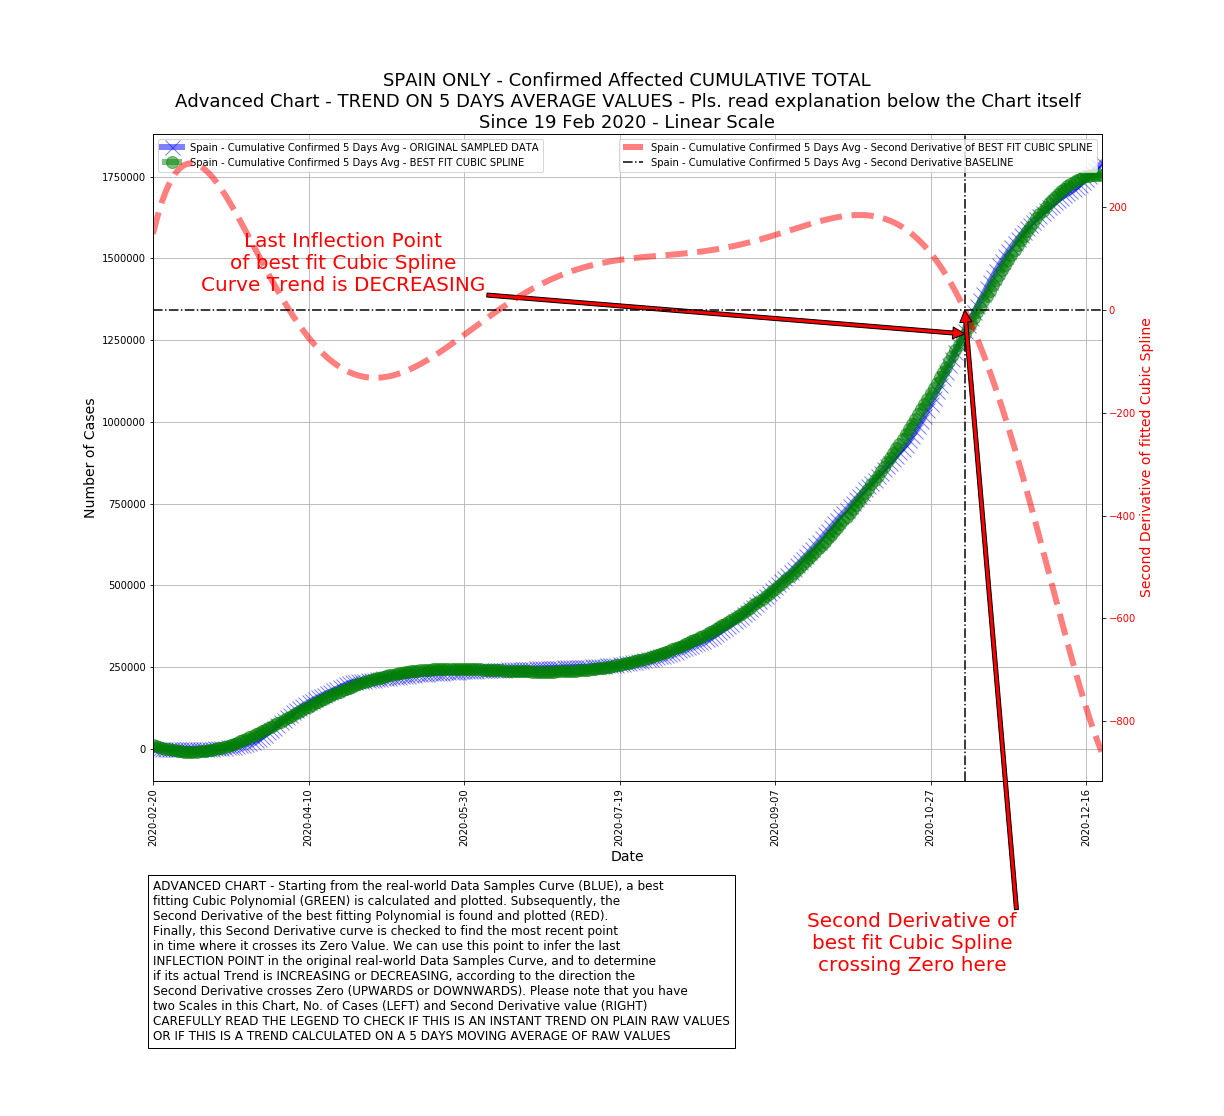 SPAIN ONLY - Confirmed Affected CUMULATIVE TOTAL
Advanced Chart - TREND ON 5 DAYS AVERAGE VALUES - Pls. read explanation below the Chart itself
Since 19 Feb 2020 - Linear Scale
Spain - Cumulative Confirmed 5 Days Avg - ORIGINAL SAMPLED DATA
Spain - Cumulative Confirmed 5 Days Avg - BEST FIT CUBIC SPLINE
Spain - Cumulative Confirmed 5 Days Avg - Second Derivative of BEST FIT CUBIC SPLINE
Spain - Cumulative Confirmed 5 Days Avg - Second Derivative BASELINE
Last Inflection Point
of best fit Cubic Spline
Curve Trend is DECREASING
Number of Cases
1750000
1500000
1250000
1000000
750000
500000
250000
0
200
0
−200
−400
−600
−800
Second Derivative of fitted Cubic Spline
2020-02-20
2020-04-10
2020-05-30
2020-07-19
2020-09-07
2020-10-27
2020-12-16
Date
Second Derivative of
best fit Cubic Spline
crossing Zero here
ADVANCED CHART - Starting from the real-world Data Samples Curve (BLUE), a best
fitting Cubic Polynomial (GREEN) is calculated and plotted. Subsequently, the
Second Derivative of the best fitting Polynomial is found and plotted (RED).
Finally, this Second Derivative curve is checked to find the most recent point
in time where it crosses its Zero Value. We can use this point to infer the last
INFLECTION POINT in the original real-world Data Samples Curve, and to determine
if its actual Trend is INCREASING or DECREASING, according to the direction the
Second Derivative crosses Zero (UPWARDS or DOWNWARDS). Please note that you have
two Scales in this Chart, No. of Cases (LEFT) and Second Derivative value (RIGHT)
CAREFULLY READ THE LEGEND TO CHECK IF THIS IS AN INSTANT TREND ON PLAIN RAW VALUES
OR IF THIS IS A TREND CALCULATED ON A 5 DAYS MOVING AVERAGE OF RAW VALUES